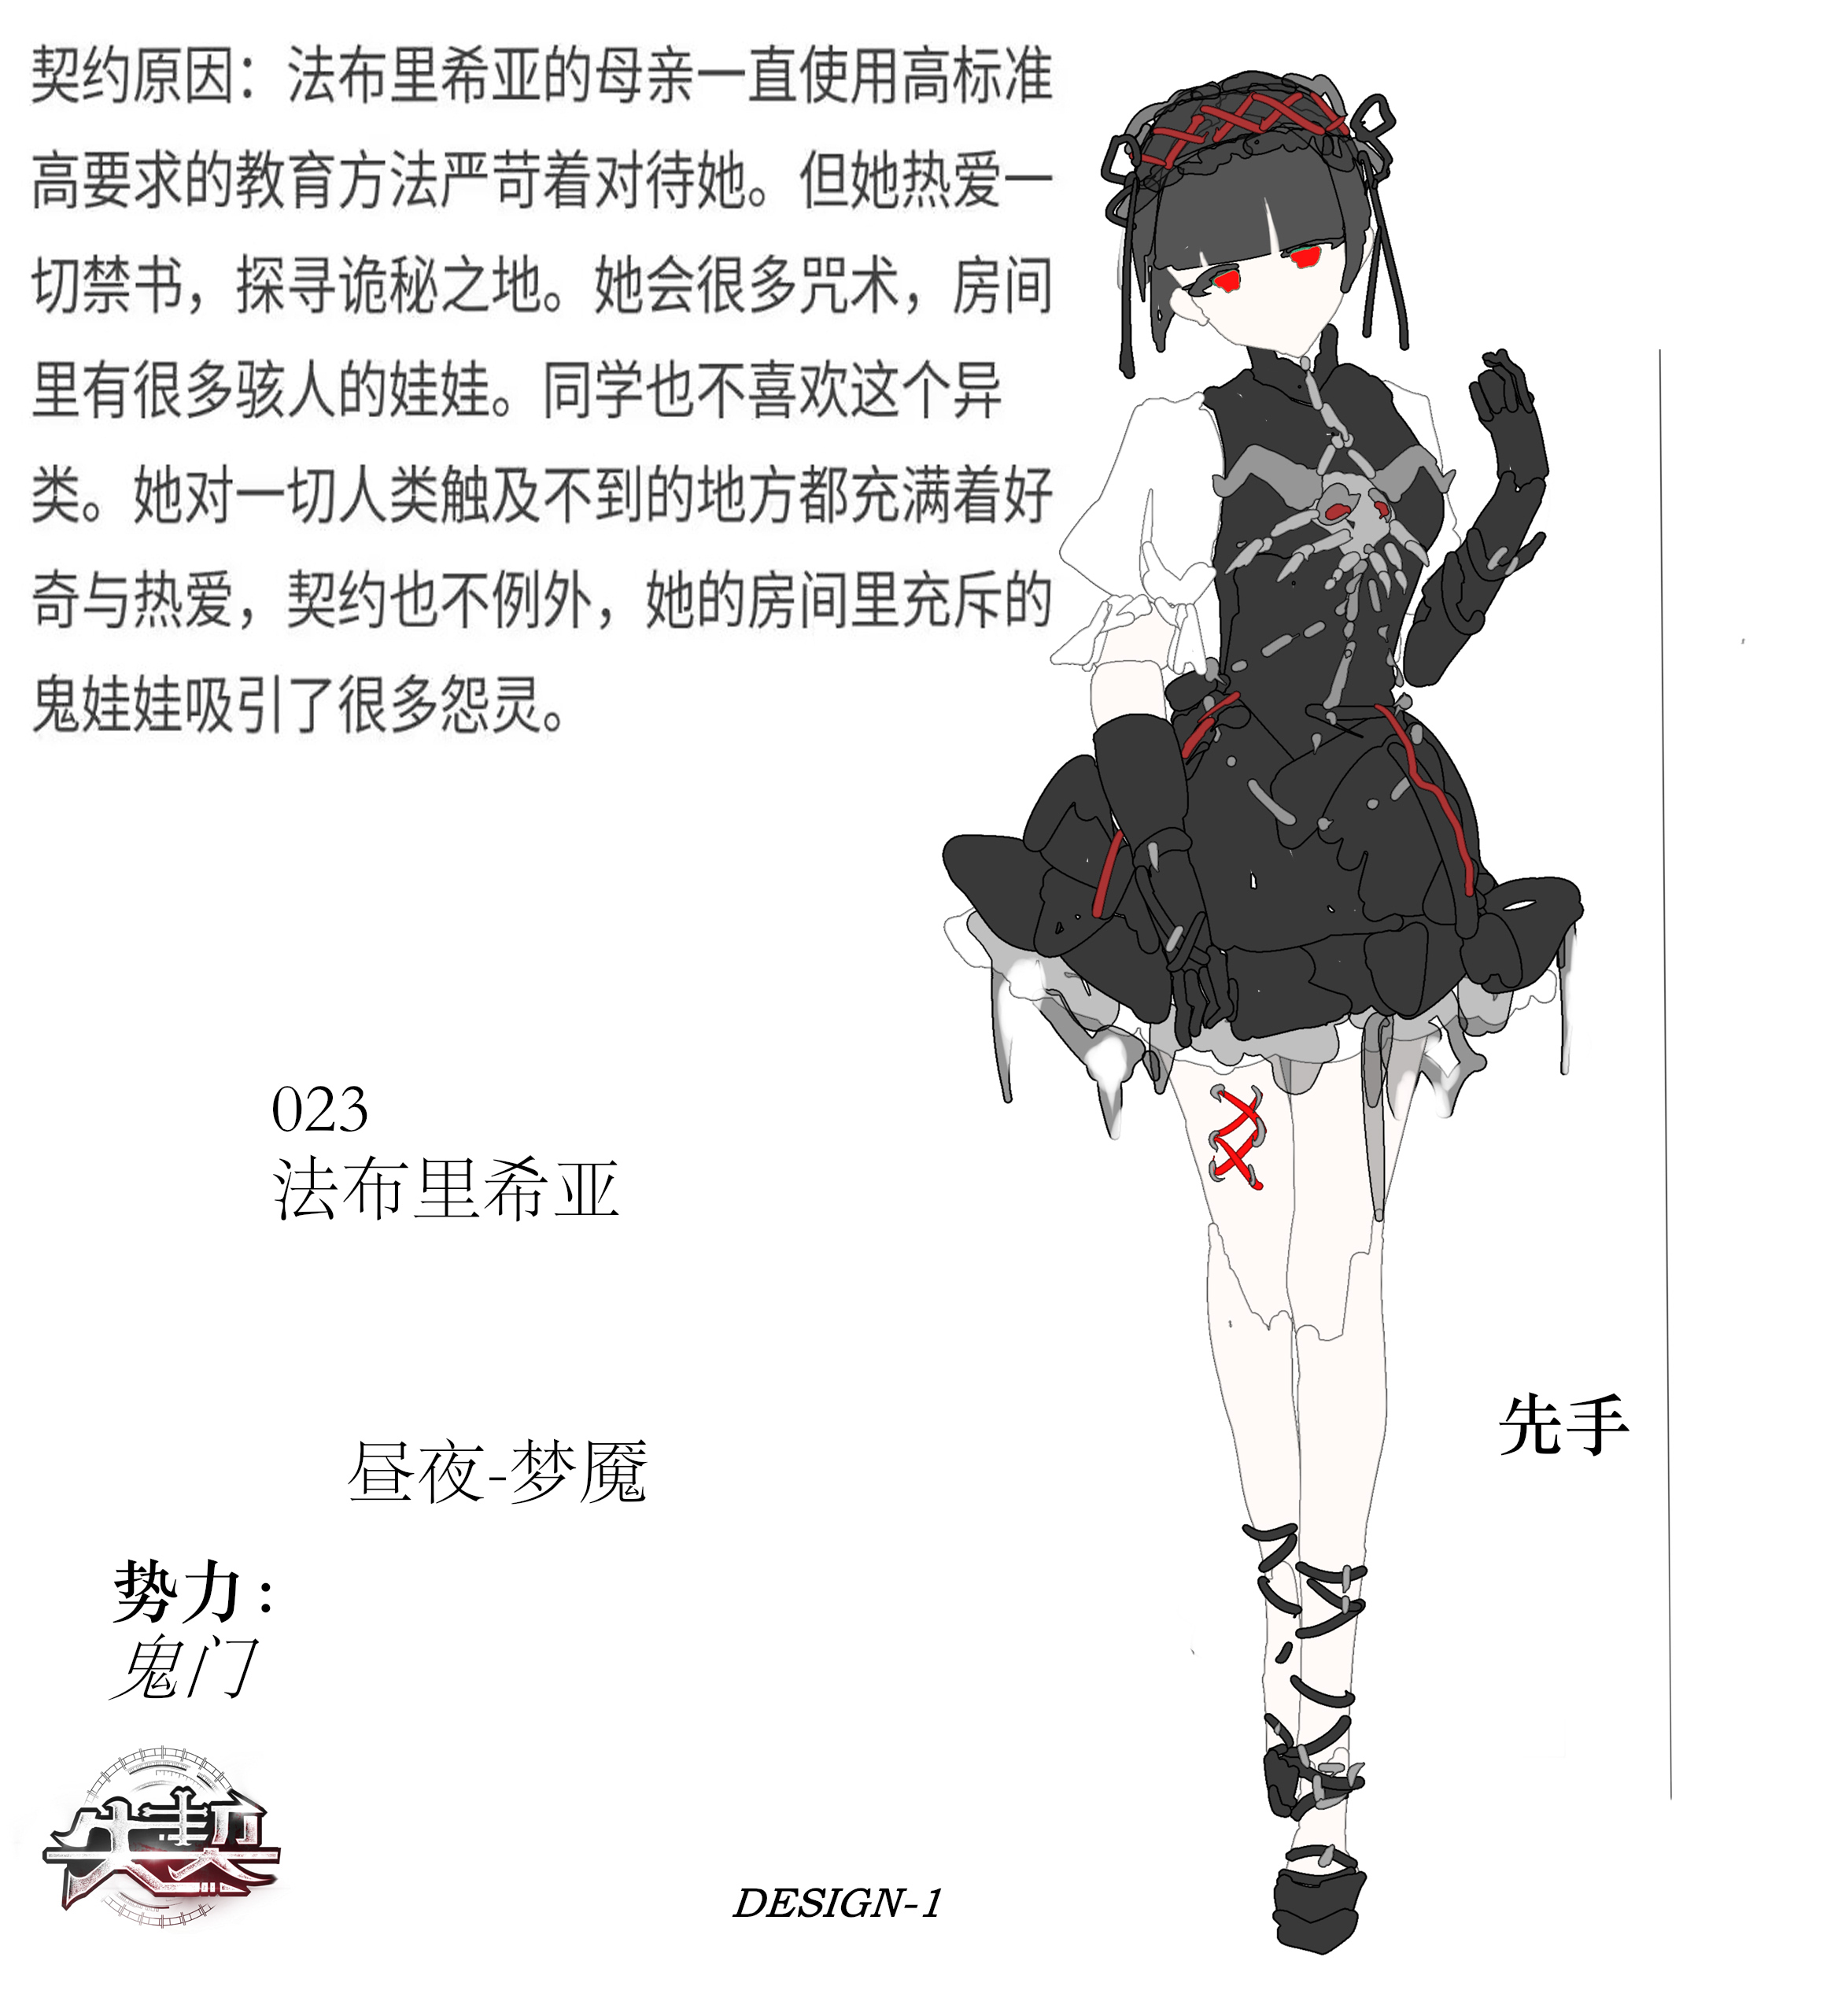 契约原因：法布里希亚的母亲一直使用高标准
高要求的教育方法严苛着对待她。但她热爱一
切禁书，探寻诡秘之地。她会很多咒术，房间
里有很多骇人的娃娃。同学也不喜欢这个异
类。她对一切人类触及不到的地方都充满着好
奇与热爱，契约也不例外，她的房间里充斥的
鬼娃娃吸引了很多怨灵。
023
法布里希亚
先手
昼夜-梦魇
势力：
鬼门
失契
DESIGN-1